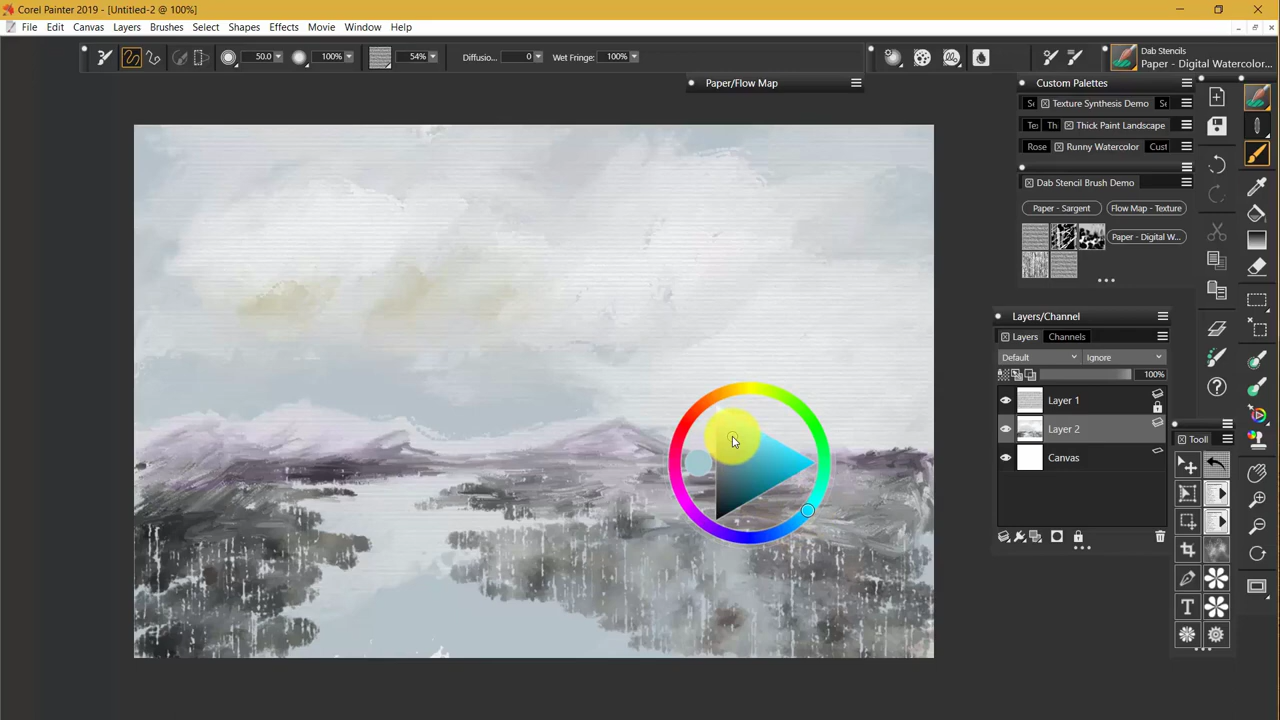 Corel Painter 2019 - [Untitled-2 @ 100%]
File Edit Canvas Layers Brushes Select Shapes Effects Movie Window Help
50.0 100% 54% Diffusio... 0 Wet Fringe: 100%
Dab Stencils
Paper - Digital Watercolor...
Paper/Flow Map
Custom Palettes
Texture Synthesis Demo
Thick Paint Landscape
Rose Runny Watercolor Cust
Dab Stencil Brush Demo
Paper - Sargent Flow Map - Texture
Paper - Digital W...
Layers/Channel
Layers Channels
Default Ignore
100%
Layer 1
Layer 2
Canvas
Tool
T